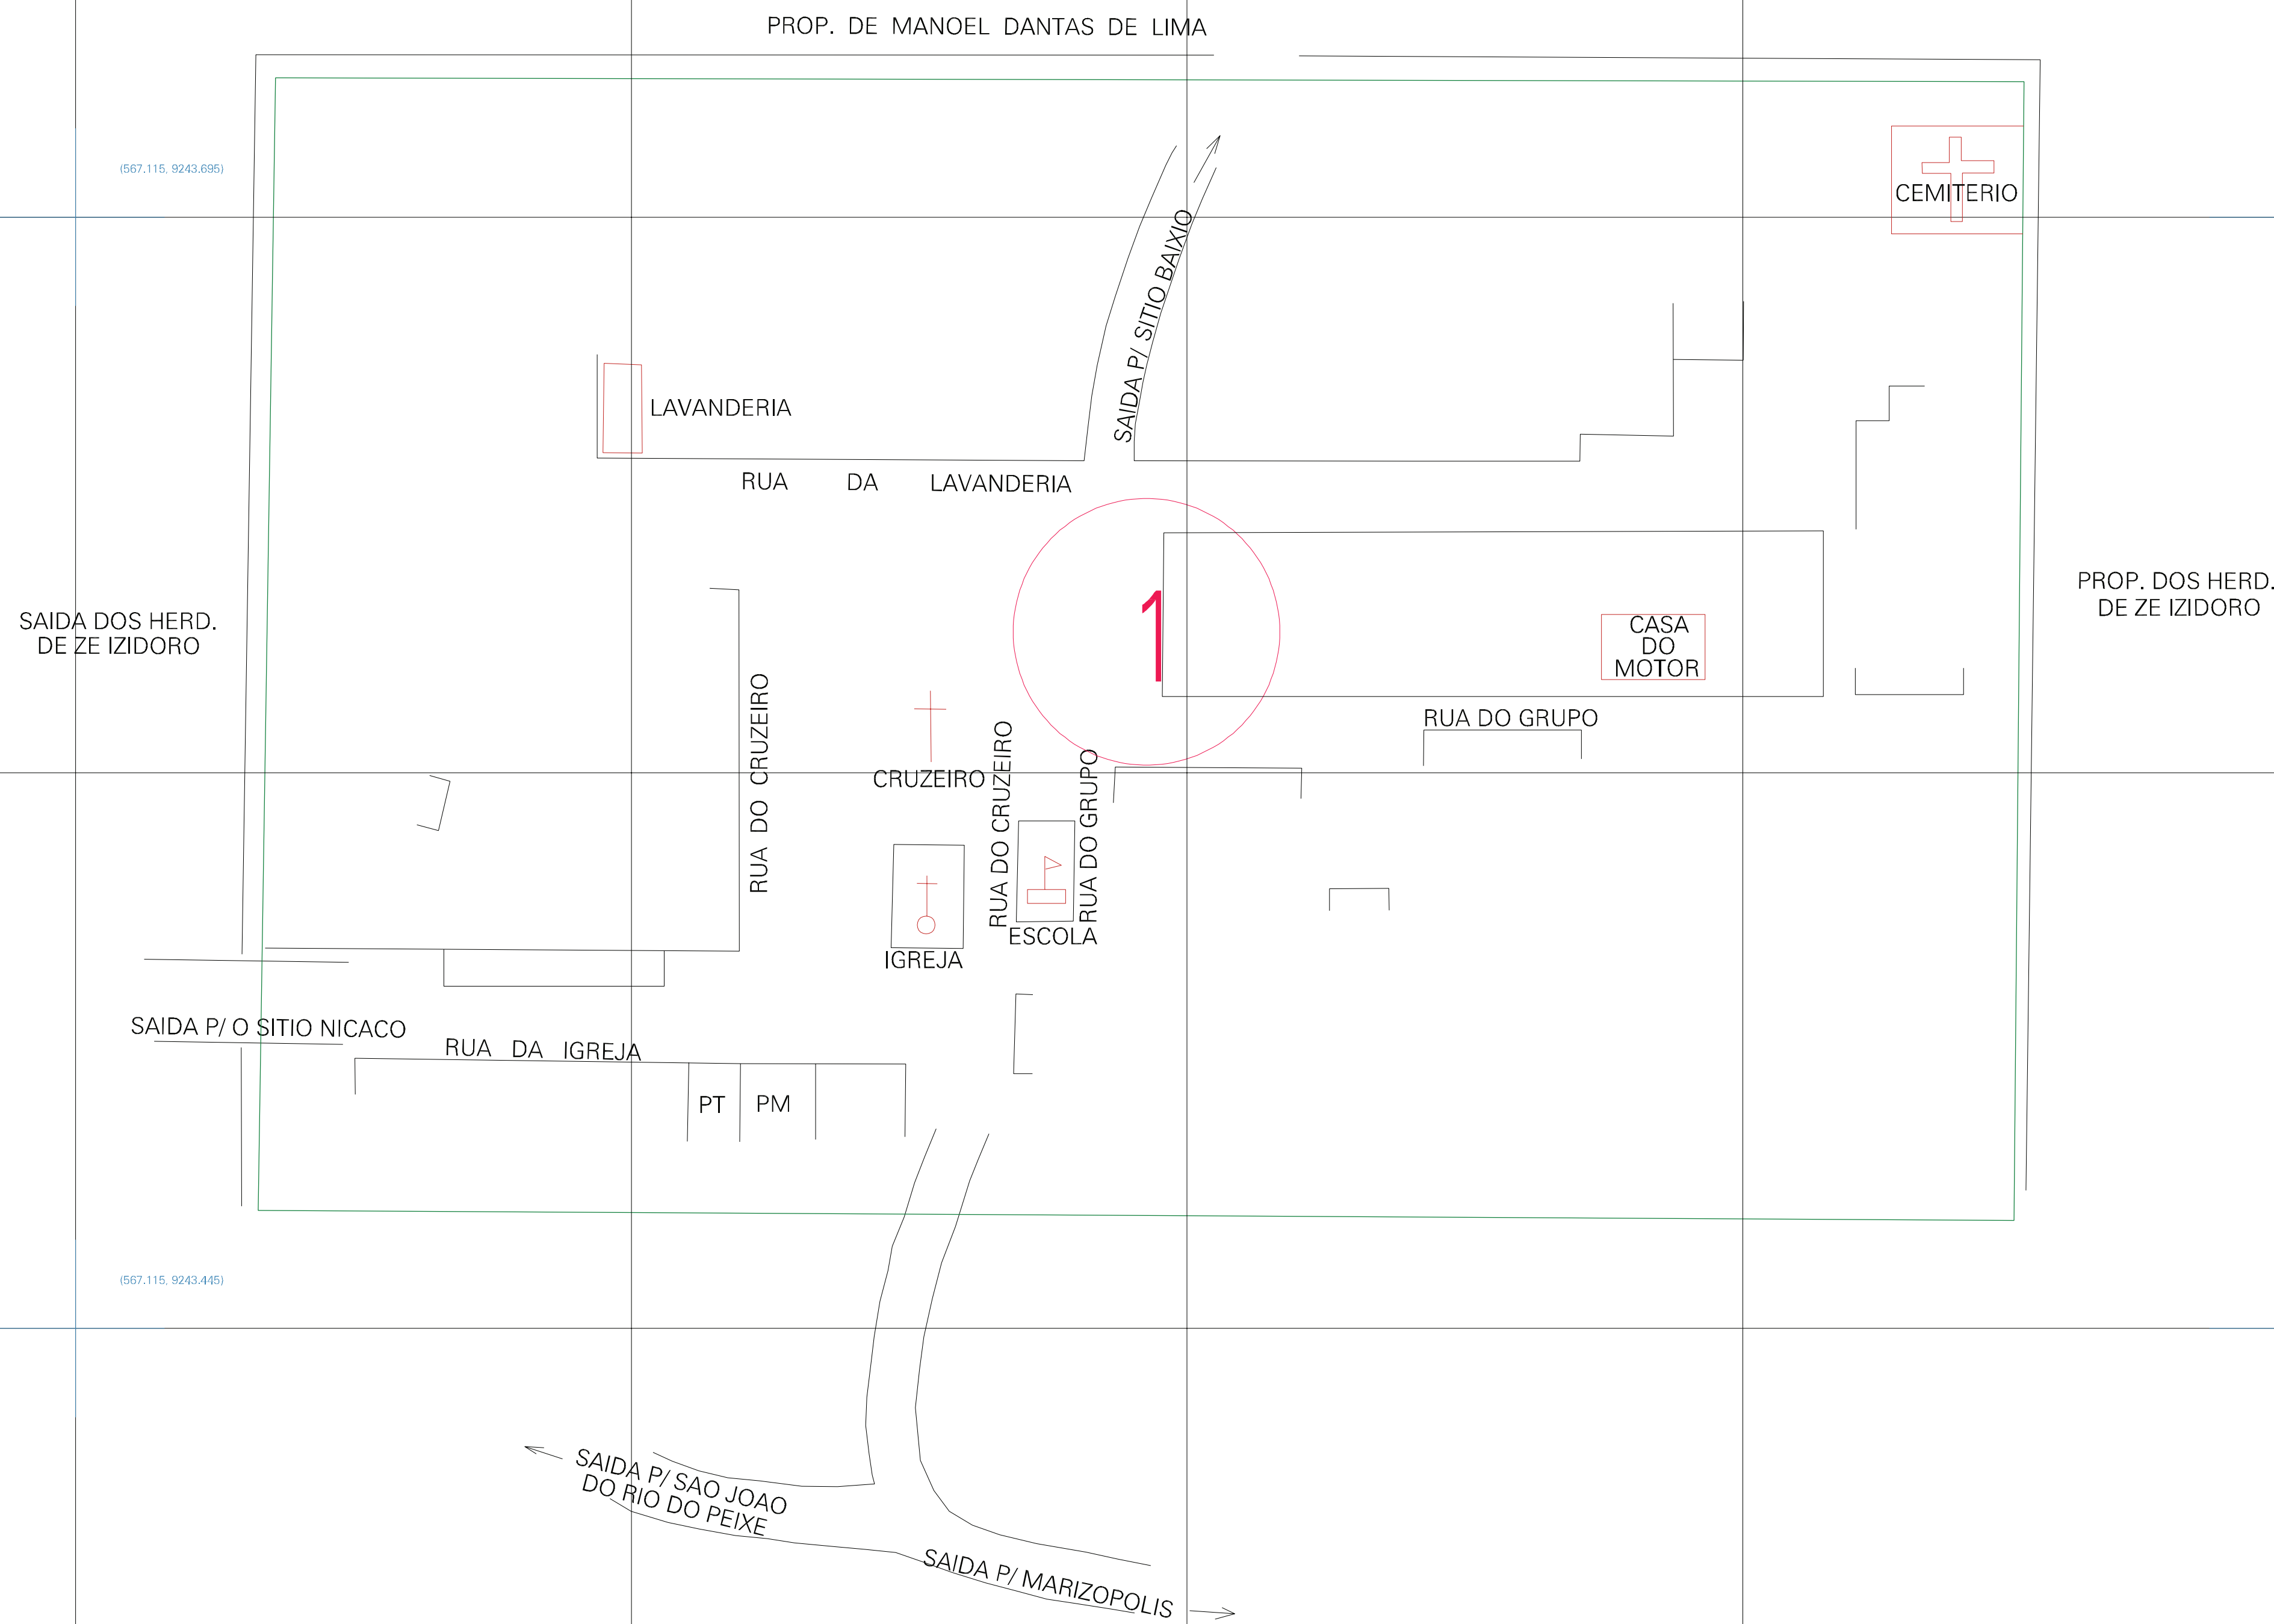 PROP. DE MANOEL DANTAS DE LIMA
(567.115, 9243.695)
CEMITERIO
SAIDA P/ SITIO BAIXIO
LAVANDERIA
RUA DA LAVANDERIA
1
SAIDA DOS HERD.
DE ZE IZIDORO
PROP. DOS HERD.
DE ZE IZIDORO
CASA
DO
MOTOR
RUA DO CRUZEIRO
RUA DO GRUPO
CRUZEIRO
RUA DO CRUZEIRO
RUA DO GRUPO
ESCOLA
IGREJA
SAIDA P/ O SITIO NICACO
RUA DA IGREJA
PT
PM
(567.115, 9243.445)
SAIDA P/ SAO JOAO
DO RIO DO PEIXE
SAIDA P/ MARIZOPOLIS